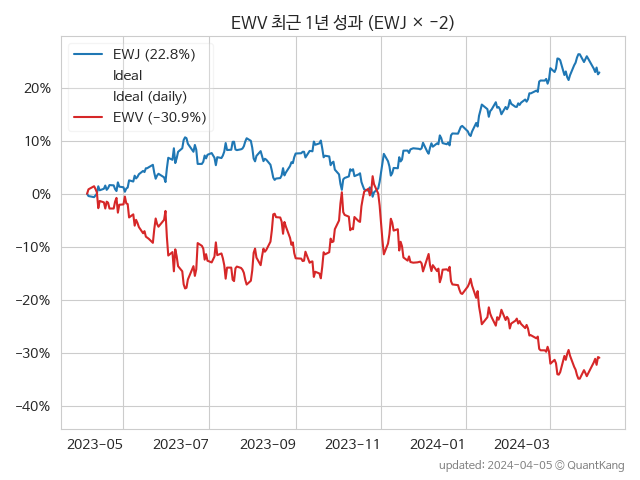 EWV 최근 1년 성과 (EWJ × −2)
EWJ (22.8%)
Ideal
Ideal (daily)
EWV (−30.9%)
20%
10%
0%
−10%
−20%
−30%
−40%
2023-05 2023-07 2023-09 2023-11 2024-01 2024-03
updated: 2024-04-05 © QuantKang